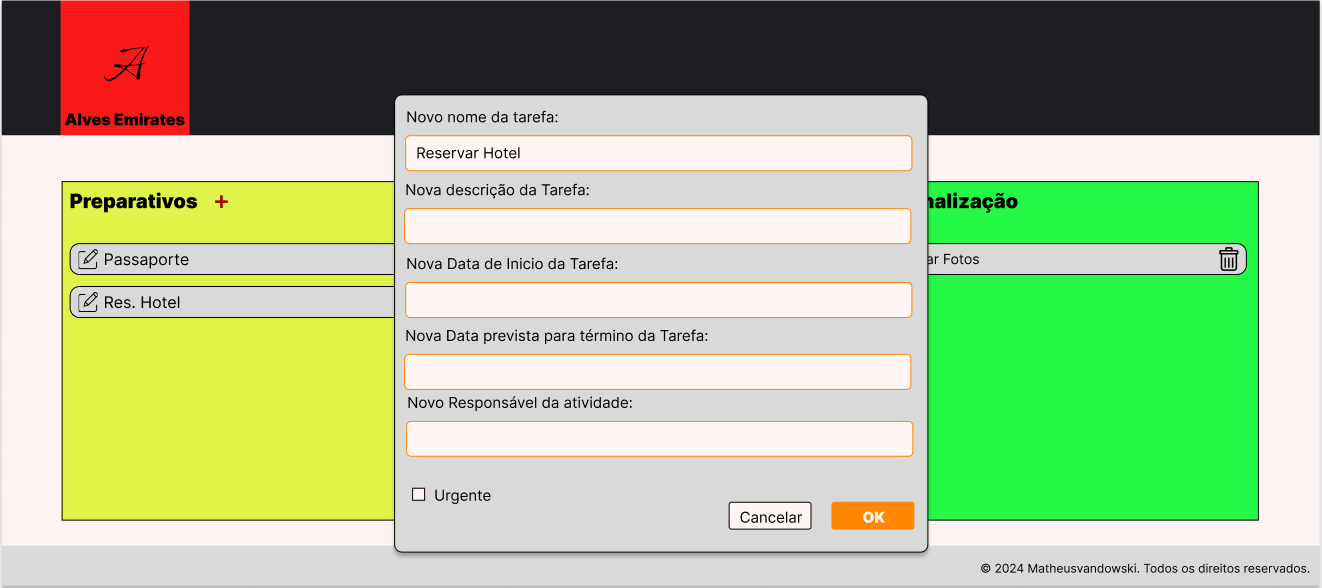 A
Alves Emirates
Novo nome da tarefa:
Reservar Hotel
Nova descrição da Tarefa:
Nova Data de Inicio da Tarefa:
Nova Data prevista para término da Tarefa:
Novo Responsável da atividade:
Urgente
Cancelar
OK
Preparativos +
Passaporte
Res. Hotel
nalização
ar Fotos
© 2024 Matheusvandowski. Todos os direitos reservados.